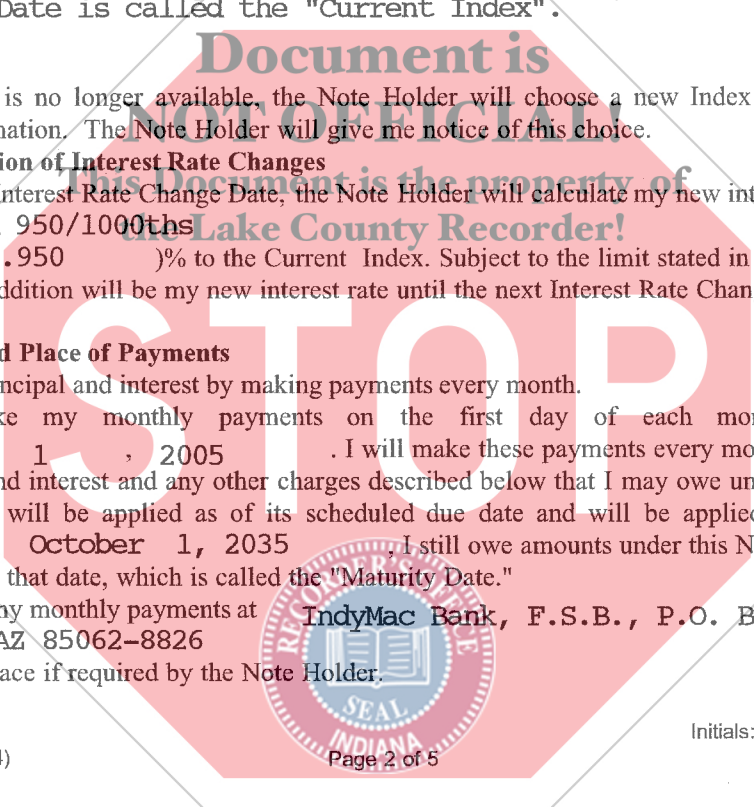 Date is called the "Current Index".
Document is
is no longer available, the Note Holder will choose a new Index
nation. The Note Holder will give me notice of this choice.
NOT OFFICIAL!
ion of Interest Rate Changes
This Document is the property of
Interest Rate Change Date, the Note Holder will calculate my new int
950/1000ths
the Lake County Recorder!
.950 )% to the Current Index. Subject to the limit stated in
ddition will be my new interest rate until the next Interest Rate Chan
STOP
d Place of Payments
ncipal and interest by making payments every month.
ke my monthly payments on the first day of each mo
1 , 2005 . I will make these payments every mo
nd interest and any other charges described below that I may owe un
will be applied as of its scheduled due date and will be applied
October 1, 2035 , I still owe amounts under this N
that date, which is called the "Maturity Date."
ny monthly payments at IndyMac Bank, F.S.B., P.O. B
AZ 85062-8826
ace if required by the Note Holder.
RECORDER'S OFFICE
SEAL
INDIANA
Initials:
4)
Page 2 of 5